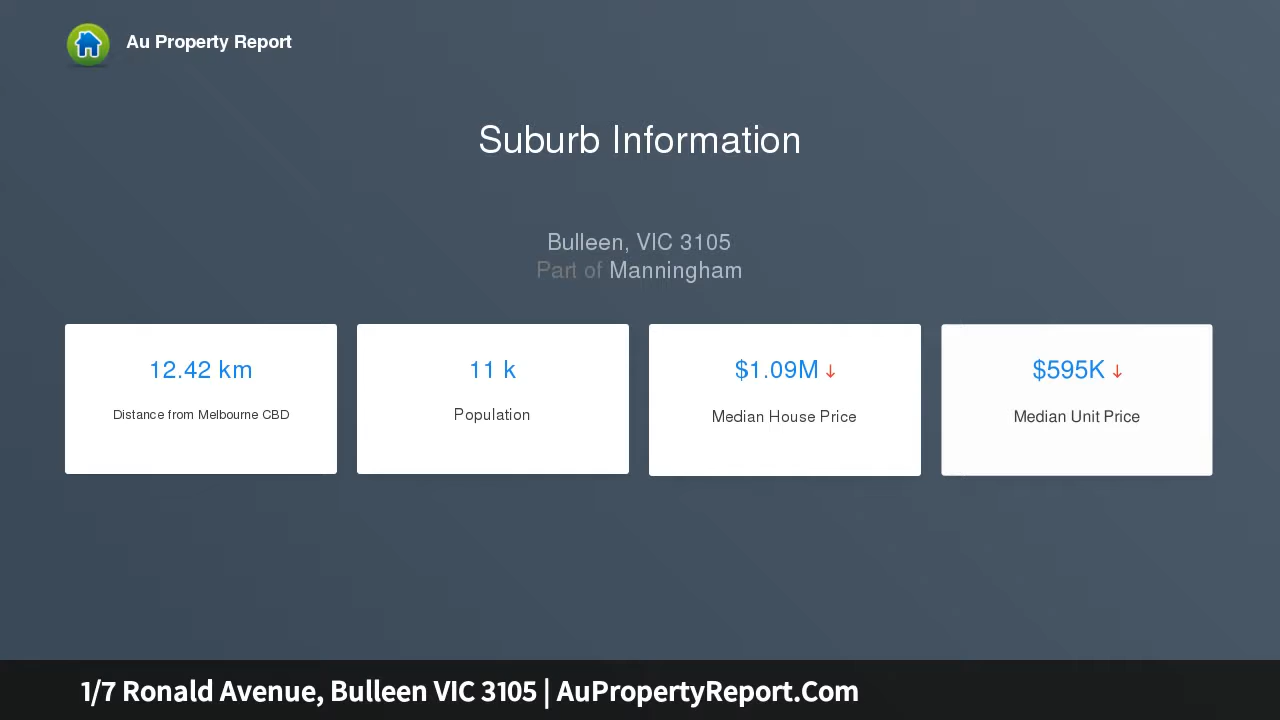 Au Property Report
Suburb Information
Bulleen, VIC 3105
Part of Manningham
12.42 km
Distance from Melbourne CBD
11 k
Population
$1.09M ↓
Median House Price
$595K ↓
Median Unit Price
1/7 Ronald Avenue, Bulleen VIC 3105 | AuPropertyReport.Com